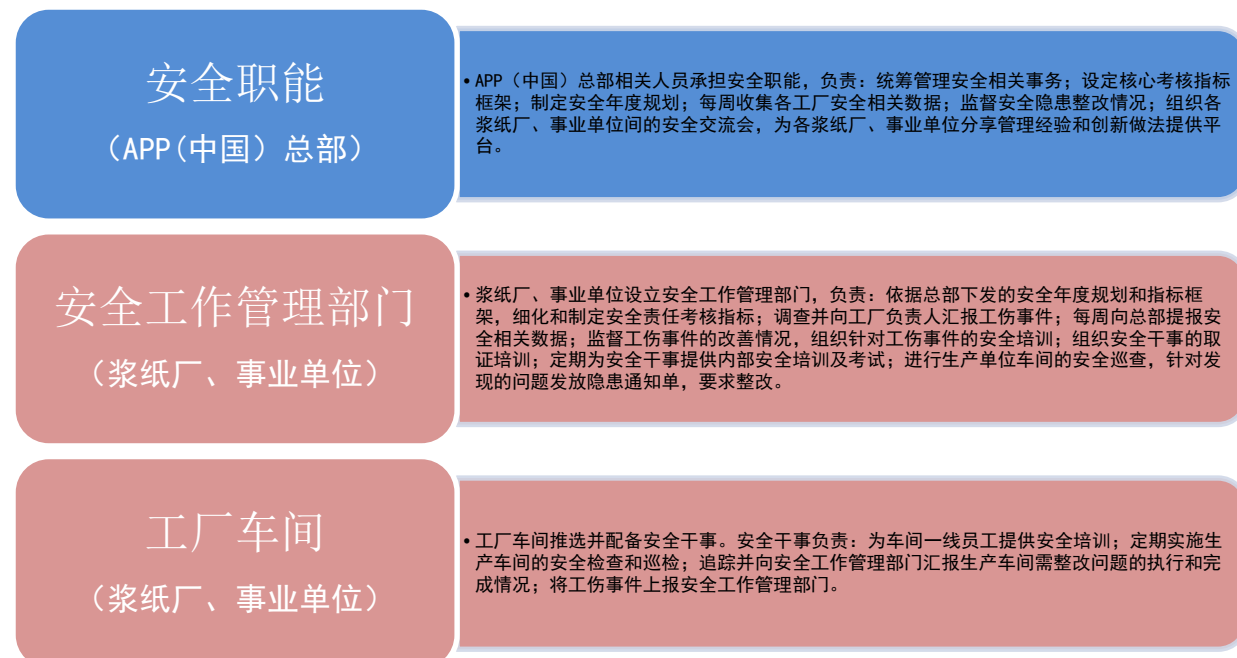 安全职能
（APP(中国）总部）
•APP（中国）总部相关人员承担安全职能，负责：统筹管理安全相关事务；设定核心考核指标
框架；制定安全年度规划；每周收集各工厂安全相关数据；监督安全隐患整改情况；组织各
浆纸厂、事业单位间的安全交流会，为各浆纸厂、事业单位分享管理经验和创新做法提供平
台。
安全工作管理部门
（浆纸厂、事业单位）
•浆纸厂、事业单位设立安全工作管理部门，负责：依据总部下发的安全年度规划和指标框
架，细化和制定安全责任考核指标；调查并向工厂负责人汇报工伤事件；每周向总部提报安
全相关数据；监督工伤事件的改善情况，组织针对工伤事件的安全培训；组织安全干事的取
证培训；定期为安全干事提供内部安全培训及考试；进行生产单位车间的安全巡查，针对发
现的问题发放隐患通知单，要求整改。
工厂车间
（浆纸厂、事业单位）
•工厂车间推选并配备安全干事。安全干事负责：为车间一线员工提供安全培训；定期实施生
产车间的安全检查和巡检；追踪并向安全工作管理部门汇报生产车间需整改问题的执行和完
成情况；将工伤事件上报安全工作管理部门。